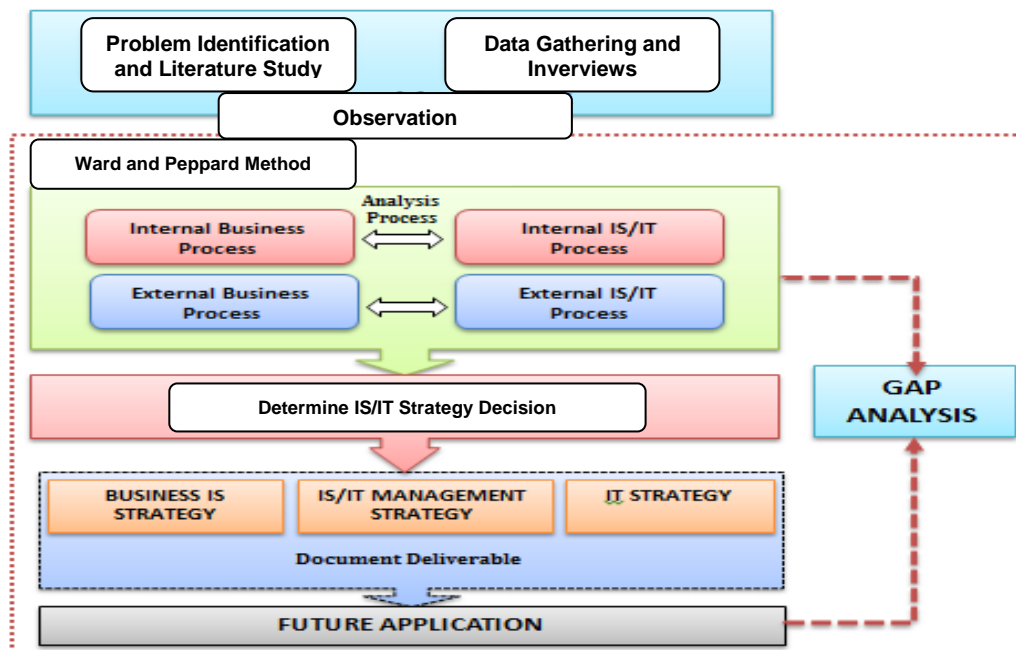 Problem Identification
and Literature Study
Data Gathering and
Inverviews
Observation
Ward and Peppard Method
Analysis
Process
Internal Business
Process
Internal IS/IT
Process
External Business
Process
External IS/IT
Process
GAP
ANALYSIS
Determine IS/IT Strategy Decision
BUSINESS IS
STRATEGY
IS/IT MANAGEMENT
STRATEGY
IT STRATEGY
Document Deliverable
FUTURE APPLICATION